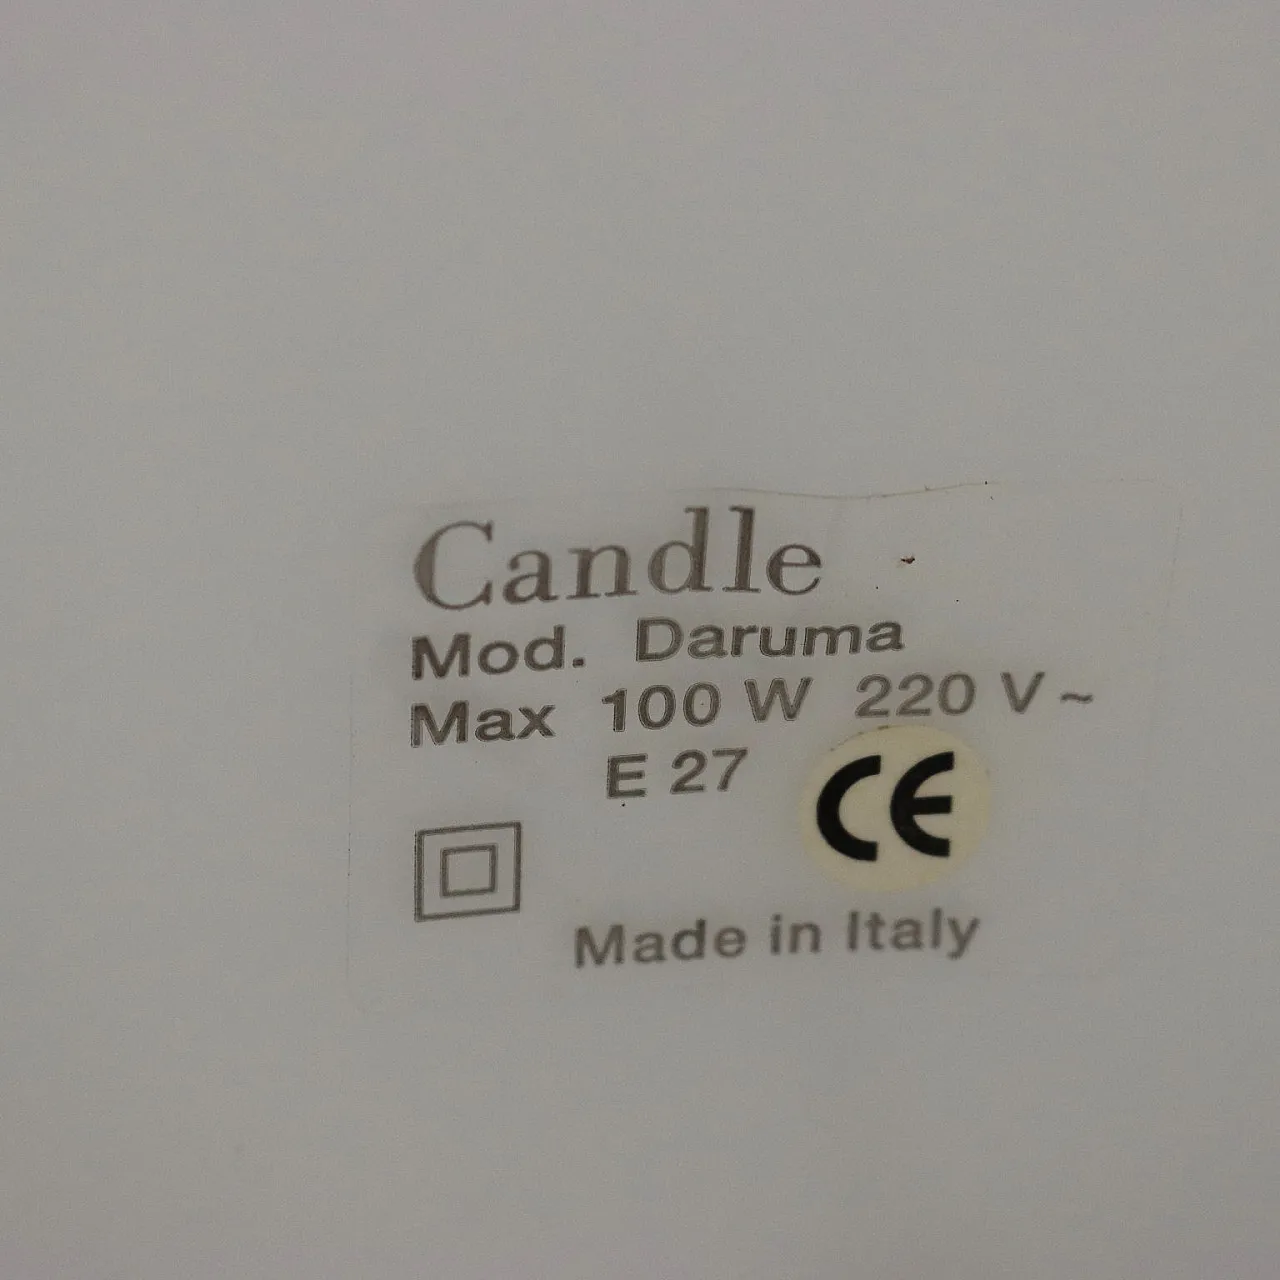 Candle
Mod. Daruma
Max 100 W 220 V ~
E 27
CE
Made in Italy